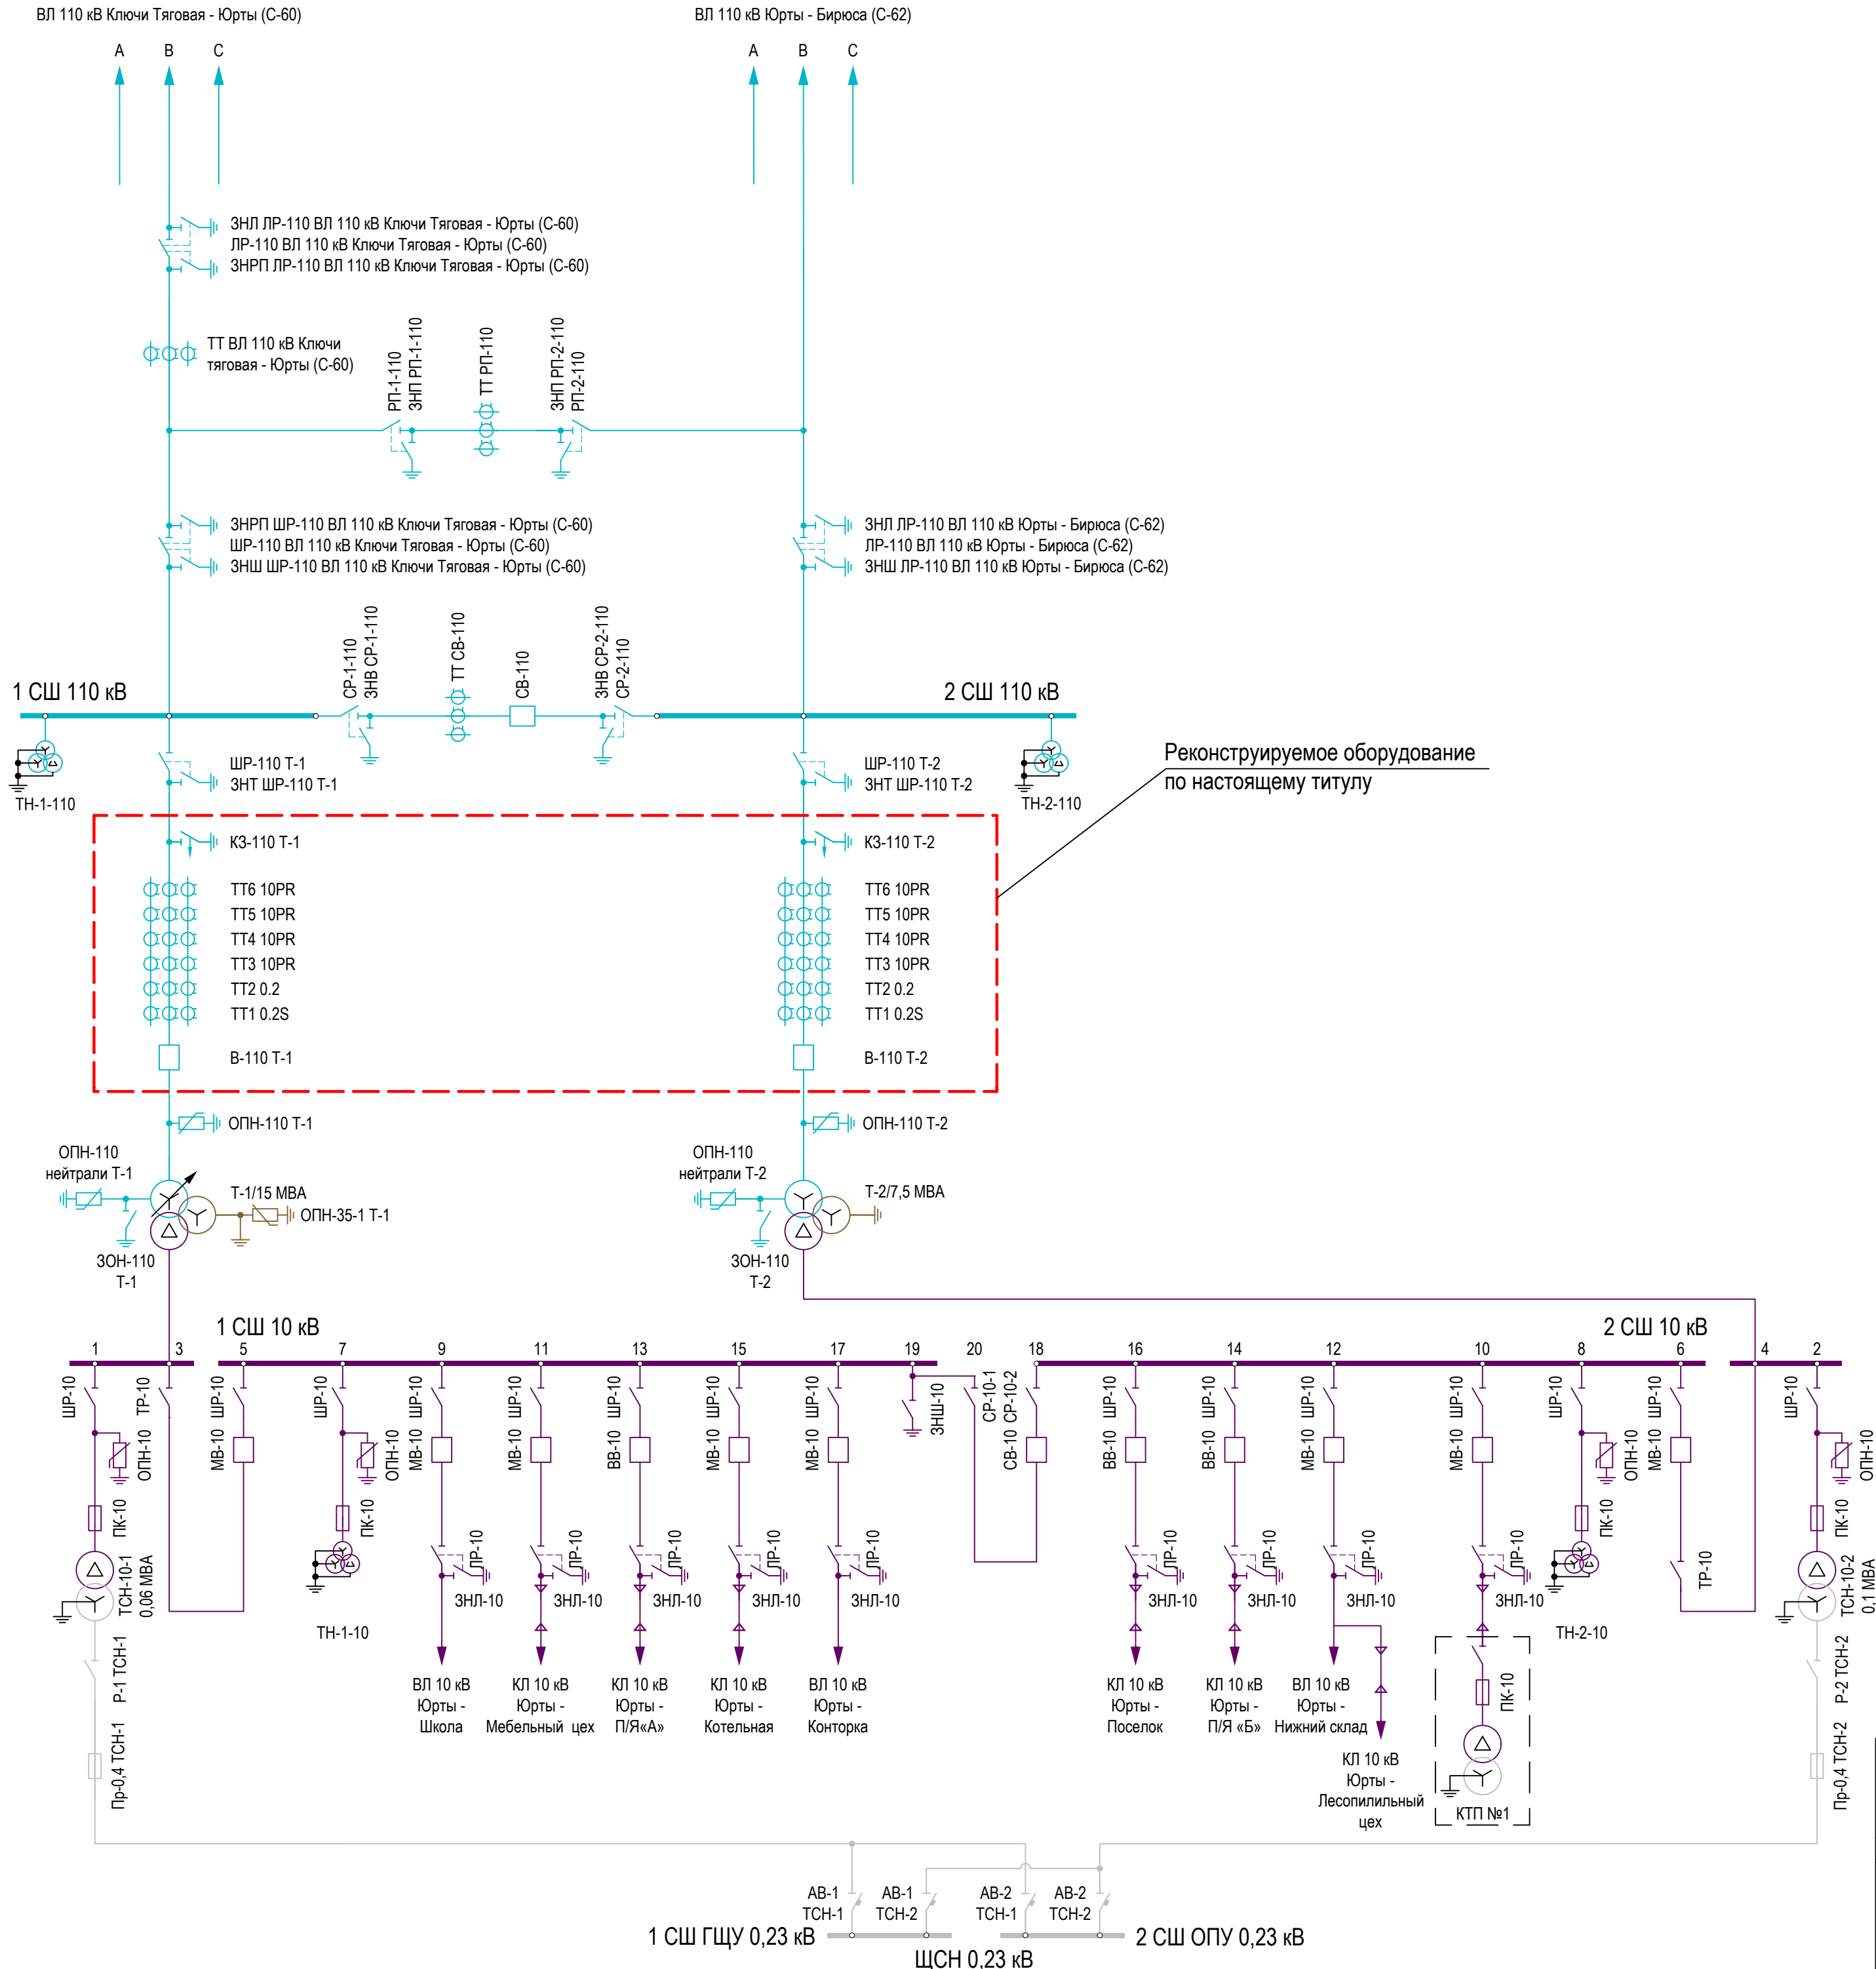 ВЛ 110 кВ Ключи Тяговая - Юрты (С-60)
ВЛ 110 кВ Юрты - Бирюса (С-62)
A
B
C
A
B
C
ЗНЛ ЛР-110 ВЛ 110 кВ Ключи Тяговая - Юрты (С-60)
ЛР-110 ВЛ 110 кВ Ключи Тяговая - Юрты (С-60)
ЗНРП ЛР-110 ВЛ 110 кВ Ключи Тяговая - Юрты (С-60)
ТТ ВЛ 110 кВ Ключи
тяговая - Юрты (С-60)
РП-1-110
ЗНП РП-1-110
ТТ РП-110
ЗНП РП-2-110
РП-2-110
ЗНРП ШР-110 ВЛ 110 кВ Ключи Тяговая - Юрты (С-60)
ШР-110 ВЛ 110 кВ Ключи Тяговая - Юрты (С-60)
ЗНШ ШР-110 ВЛ 110 кВ Ключи Тяговая - Юрты (С-60)
ЗНЛ ЛР-110 ВЛ 110 кВ Юрты - Бирюса (С-62)
ЛР-110 ВЛ 110 кВ Юрты - Бирюса (С-62)
ЗНШ ЛР-110 ВЛ 110 кВ Юрты - Бирюса (С-62)
1 СШ 110 кВ
СР-1-110
ЗНВ СР-1-110
ТТ СВ-110
СВ-110
ЗНВ СР-2-110
СР-2-110
2 СШ 110 кВ
ТН-1-110
ШР-110 Т-1
ЗНТ ШР-110 Т-1
ШР-110 Т-2
ЗНТ ШР-110 Т-2
ТН-2-110
Реконструируемое оборудование
по настоящему титулу
КЗ-110 Т-1
ТТ6 10PR
ТТ5 10PR
ТТ4 10PR
ТТ3 10PR
ТТ2 0.2
ТТ1 0.2S
В-110 Т-1
КЗ-110 Т-2
ТТ6 10PR
ТТ5 10PR
ТТ4 10PR
ТТ3 10PR
ТТ2 0.2
ТТ1 0.2S
В-110 Т-2
ОПН-110 Т-1
ОПН-110 Т-2
ОПН-110
нейтрали Т-1
Т-1/15 МВА
ОПН-35-1 Т-1
ЗОН-110
Т-1
ОПН-110
нейтрали Т-2
Т-2/7,5 МВА
ЗОН-110
Т-2
1 СШ 10 кВ
2 СШ 10 кВ
1
3
5
7
9
11
13
15
17
19
20
18
16
14
12
10
8
6
4
2
ШР-10
ТР-10
ШР-10
ШР-10
ШР-10
ШР-10
ШР-10
ШР-10
ШР-10
ЗНШ-10
СР-10-1
СР-10-2
ШР-10
ШР-10
ШР-10
ШР-10
ШР-10
ШР-10
ШР-10
ОПН-10
МВ-10
ОПН-10
МВ-10
МВ-10
ВВ-10
МВ-10
МВ-10
СВ-10
ВВ-10
ВВ-10
МВ-10
МВ-10
ОПН-10
МВ-10
ОПН-10
ПК-10
ПК-10
ПК-10
ПК-10
ТСН-10-1
0,06 МВА
ЛР-10
ЛР-10
ЛР-10
ЛР-10
ЛР-10
ЛР-10
ЛР-10
ЛР-10
ЛР-10
ТР-10
ТСН-10-2
0,1 МВА
ЗНЛ-10
ЗНЛ-10
ЗНЛ-10
ЗНЛ-10
ЗНЛ-10
ЗНЛ-10
ЗНЛ-10
ЗНЛ-10
ЗНЛ-10
ТН-1-10
ТН-2-10
Р-1 ТСН-1
Р-2 ТСН-2
ВЛ 10 кВ
Юрты -
Школа
КЛ 10 кВ
Юрты -
Мебельный цех
КЛ 10 кВ
Юрты -
П/Я«А»
КЛ 10 кВ
Юрты -
Котельная
ВЛ 10 кВ
Юрты -
Конторка
КЛ 10 кВ
Юрты -
Поселок
КЛ 10 кВ
Юрты -
П/Я «Б»
ВЛ 10 кВ
Юрты -
Нижний склад
КЛ 10 кВ
Юрты -
Лесопилильный
цех
ПК-10
КТП №1
Пр-0,4 ТСН-1
Пр-0,4 ТСН-2
АВ-1
ТСН-1
АВ-1
ТСН-2
АВ-2
ТСН-1
АВ-2
ТСН-2
1 СШ ГЩУ 0,23 кВ
2 СШ ОПУ 0,23 кВ
ЩСН 0,23 кВ